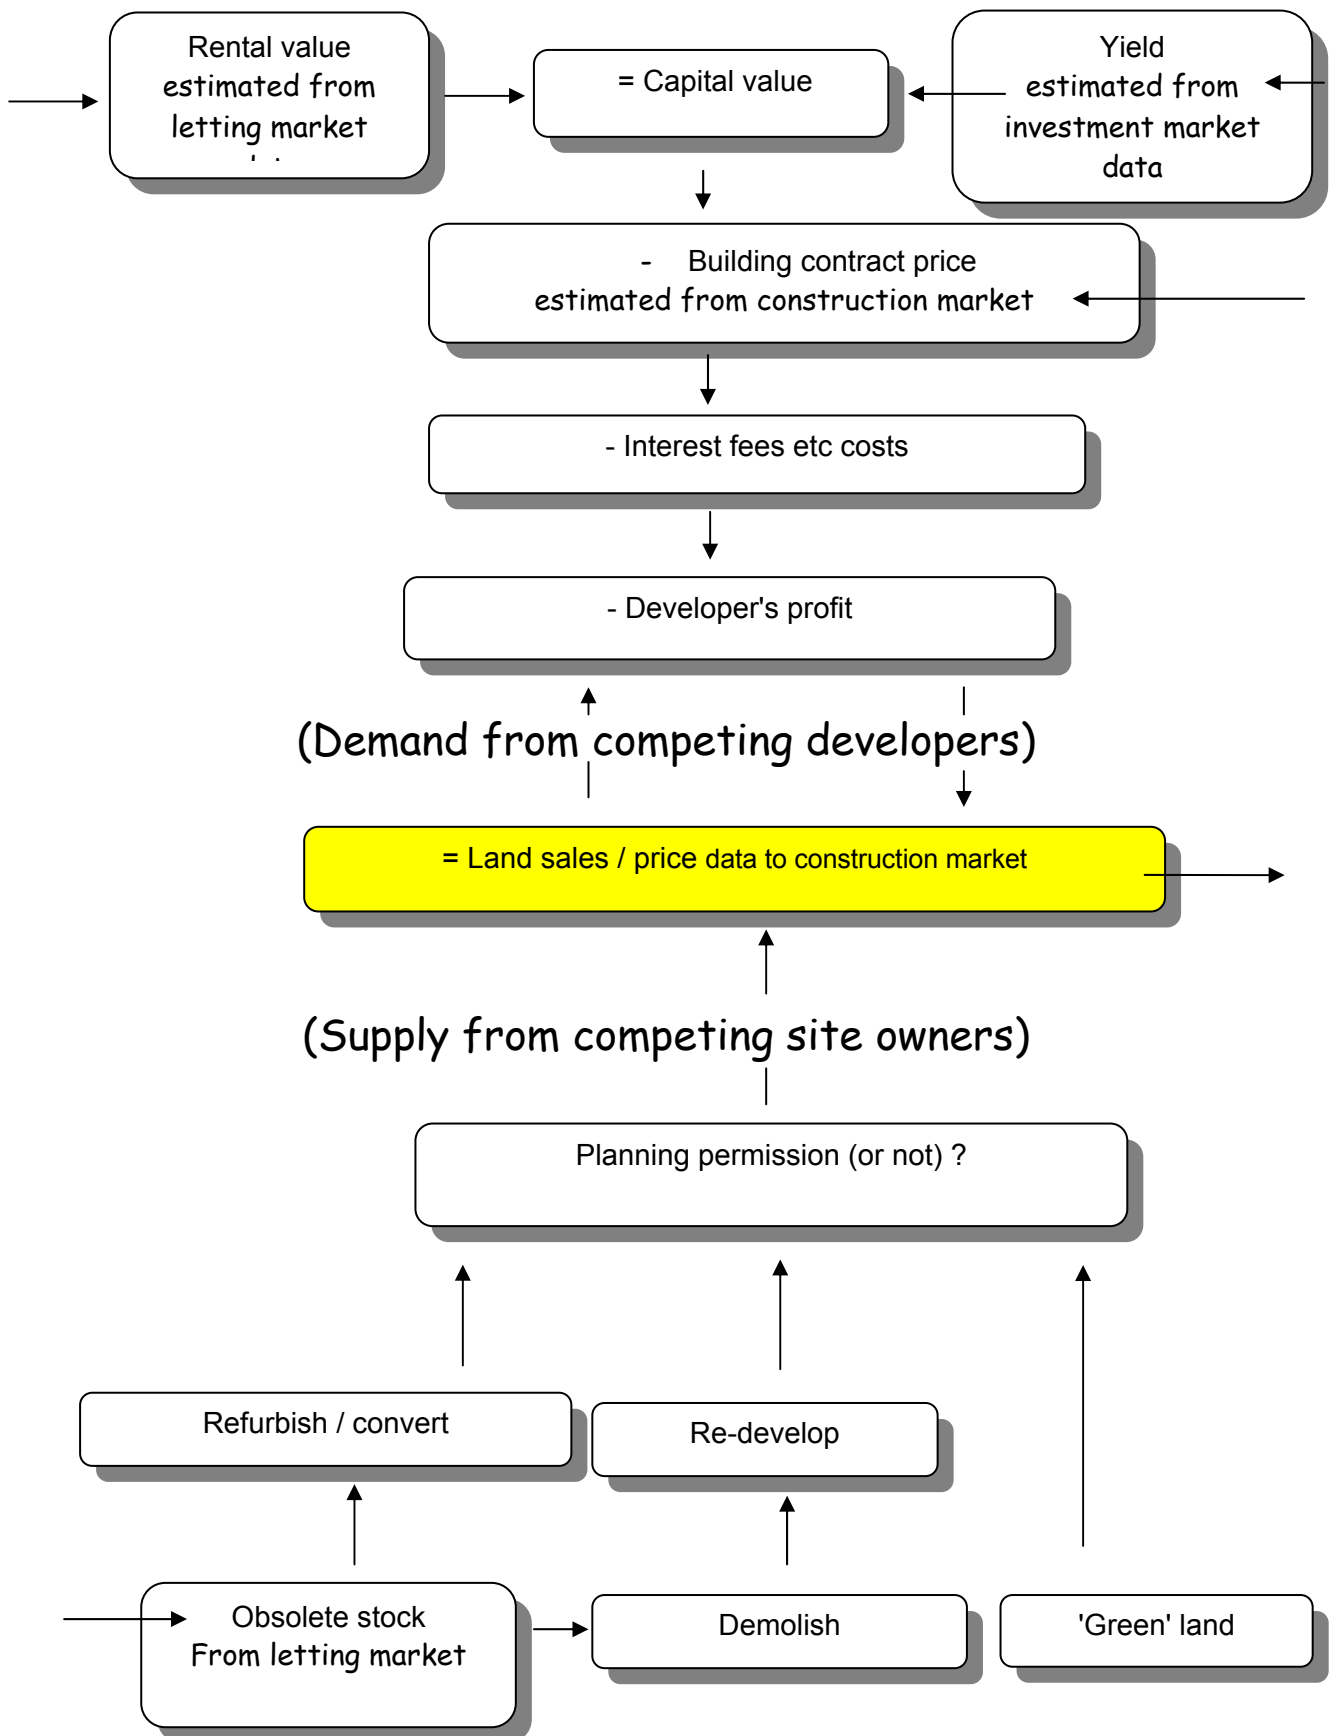 Rental value
estimated from
letting market
= Capital value
Yield
estimated from
investment market
data
- Building contract price
estimated from construction market
- Interest fees etc costs
- Developer's profit
(Demand from competing developers)
= Land sales / price data to construction market
(Supply from competing site owners)
Planning permission (or not) ?
Refurbish / convert
Re-develop
Obsolete stock
From letting market
Demolish
'Green' land